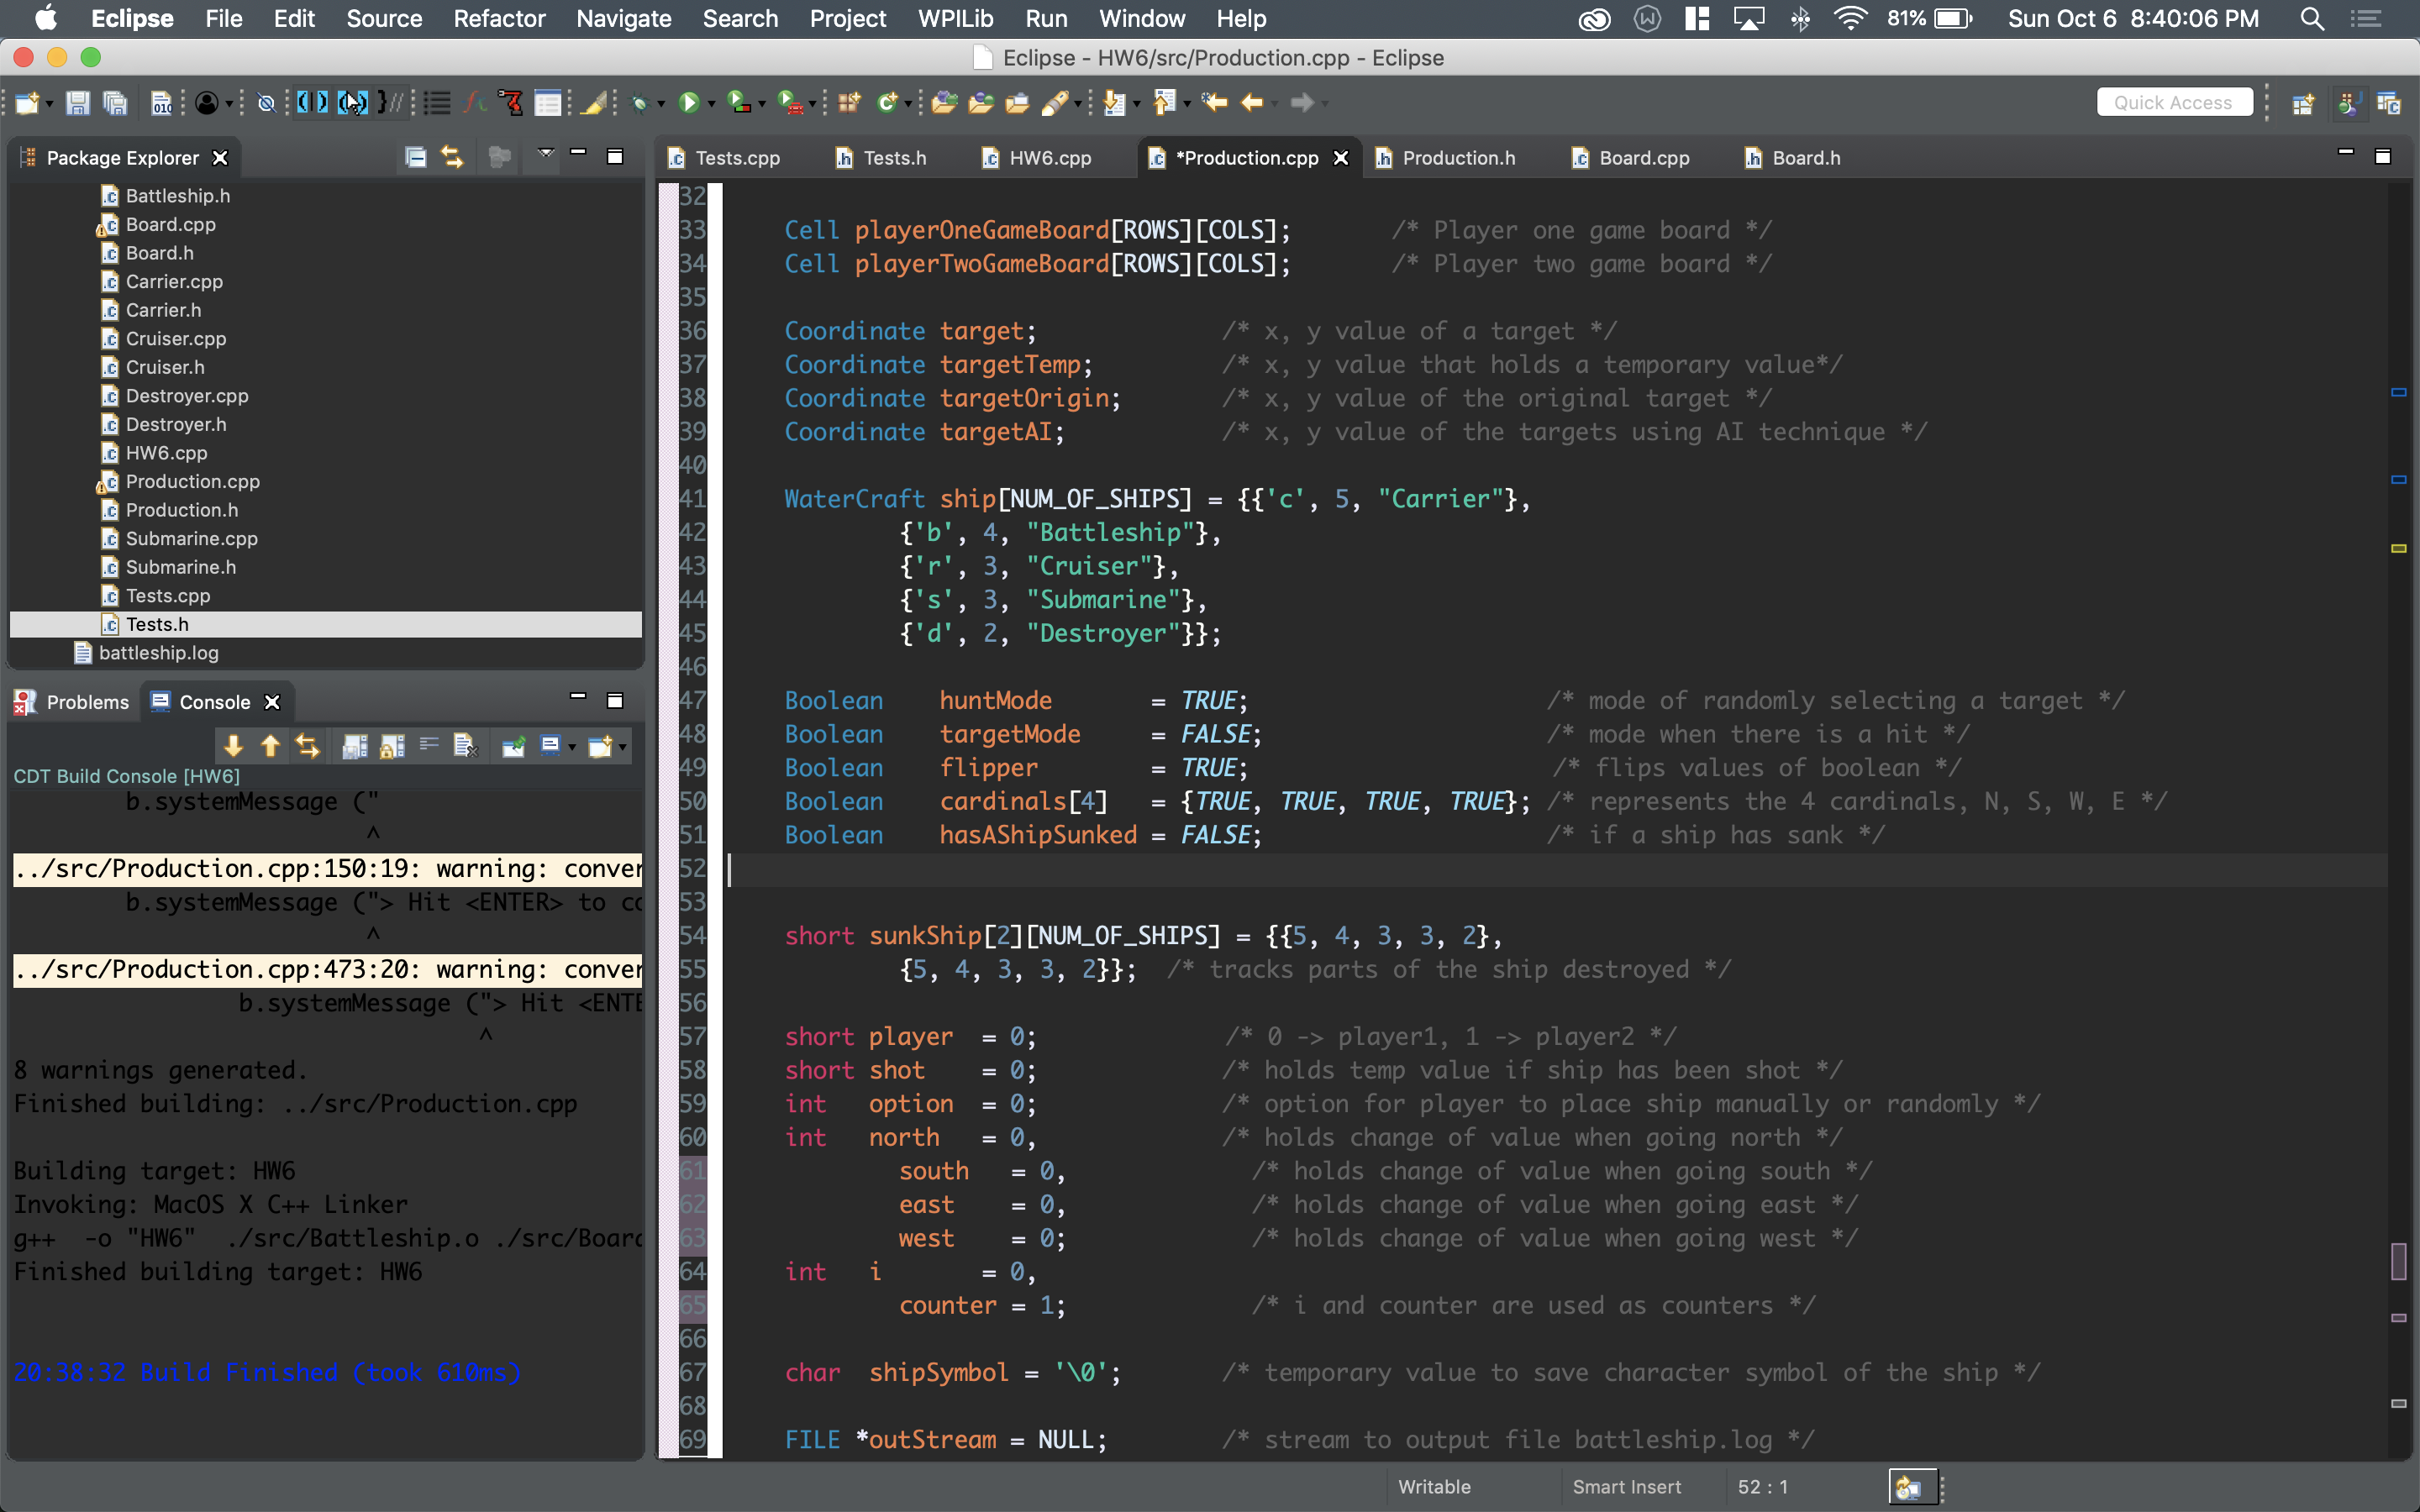 Eclipse File Edit Source Refactor Navigate Search Project WPILib Run Window Help 81% Sun Oct 6 8:40:06 PM
Eclipse - HW6/src/Production.cpp - Eclipse
Quick Access
Package Explorer
Battleship.h
Board.cpp
Board.h
Carrier.cpp
Carrier.h
Cruiser.cpp
Cruiser.h
Destroyer.cpp
Destroyer.h
HW6.cpp
Production.cpp
Production.h
Submarine.cpp
Submarine.h
Tests.cpp
Tests.h
battleship.log
Problems Console
CDT Build Console [HW6]
b.systemMessage ("
^
../src/Production.cpp:150:19: warning: conver
b.systemMessage ("> Hit <ENTER> to co
^
../src/Production.cpp:473:20: warning: conver
b.systemMessage ("> Hit <ENTE
^
8 warnings generated.
Finished building: ../src/Production.cpp
Building target: HW6
Invoking: MacOS X C++ Linker
g++ -o "HW6" ./src/Battleship.o ./src/Board
Finished building target: HW6
20:38:32 Build Finished (took 610ms)
Tests.cpp Tests.h HW6.cpp *Production.cpp Production.h Board.cpp Board.h
32
33 Cell playerOneGameBoard[ROWS][COLS]; /* Player one game board */
34 Cell playerTwoGameBoard[ROWS][COLS]; /* Player two game board */
35
36 Coordinate target; /* x, y value of a target */
37 Coordinate targetTemp; /* x, y value that holds a temporary value*/
38 Coordinate targetOrigin; /* x, y value of the original target */
39 Coordinate targetAI; /* x, y value of the targets using AI technique */
40
41 WaterCraft ship[NUM_OF_SHIPS] = {{'c', 5, "Carrier"},
42 {'b', 4, "Battleship"},
43 {'r', 3, "Cruiser"},
44 {'s', 3, "Submarine"},
45 {'d', 2, "Destroyer"}};
46
47 Boolean huntMode = TRUE; /* mode of randomly selecting a target */
48 Boolean targetMode = FALSE; /* mode when there is a hit */
49 Boolean flipper = TRUE; /* flips values of boolean */
50 Boolean cardinals[4] = {TRUE, TRUE, TRUE, TRUE}; /* represents the 4 cardinals, N, S, W, E */
51 Boolean hasAShipSunked = FALSE; /* if a ship has sank */
52
53
54 short sunkShip[2][NUM_OF_SHIPS] = {{5, 4, 3, 3, 2},
55 {5, 4, 3, 3, 2}}; /* tracks parts of the ship destroyed */
56
57 short player = 0; /* 0 -> player1, 1 -> player2 */
58 short shot = 0; /* holds temp value if ship has been shot */
59 int option = 0; /* option for player to place ship manually or randomly */
60 int north = 0, /* holds change of value when going north */
61 south = 0, /* holds change of value when going south */
62 east = 0, /* holds change of value when going east */
63 west = 0; /* holds change of value when going west */
64 int i = 0,
65 counter = 1; /* i and counter are used as counters */
66
67 char shipSymbol = '\0'; /* temporary value to save character symbol of the ship */
68
69 FILE *outStream = NULL; /* stream to output file battleship.log */
Writable Smart Insert 52 : 1